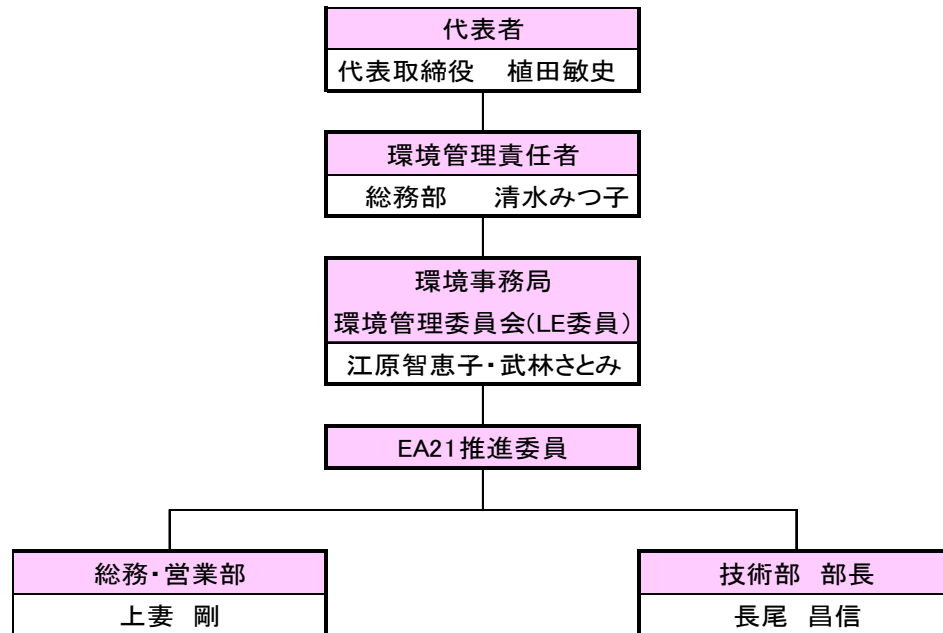 代表者
代表取締役　植田敏史
環境管理責任者
総務部　清水みつ子
環境事務局
環境管理委員会(LE委員)
江原智恵子・武林さとみ
EA21推進委員
総務・営業部
技術部　部長
上妻　剛
長尾　昌信